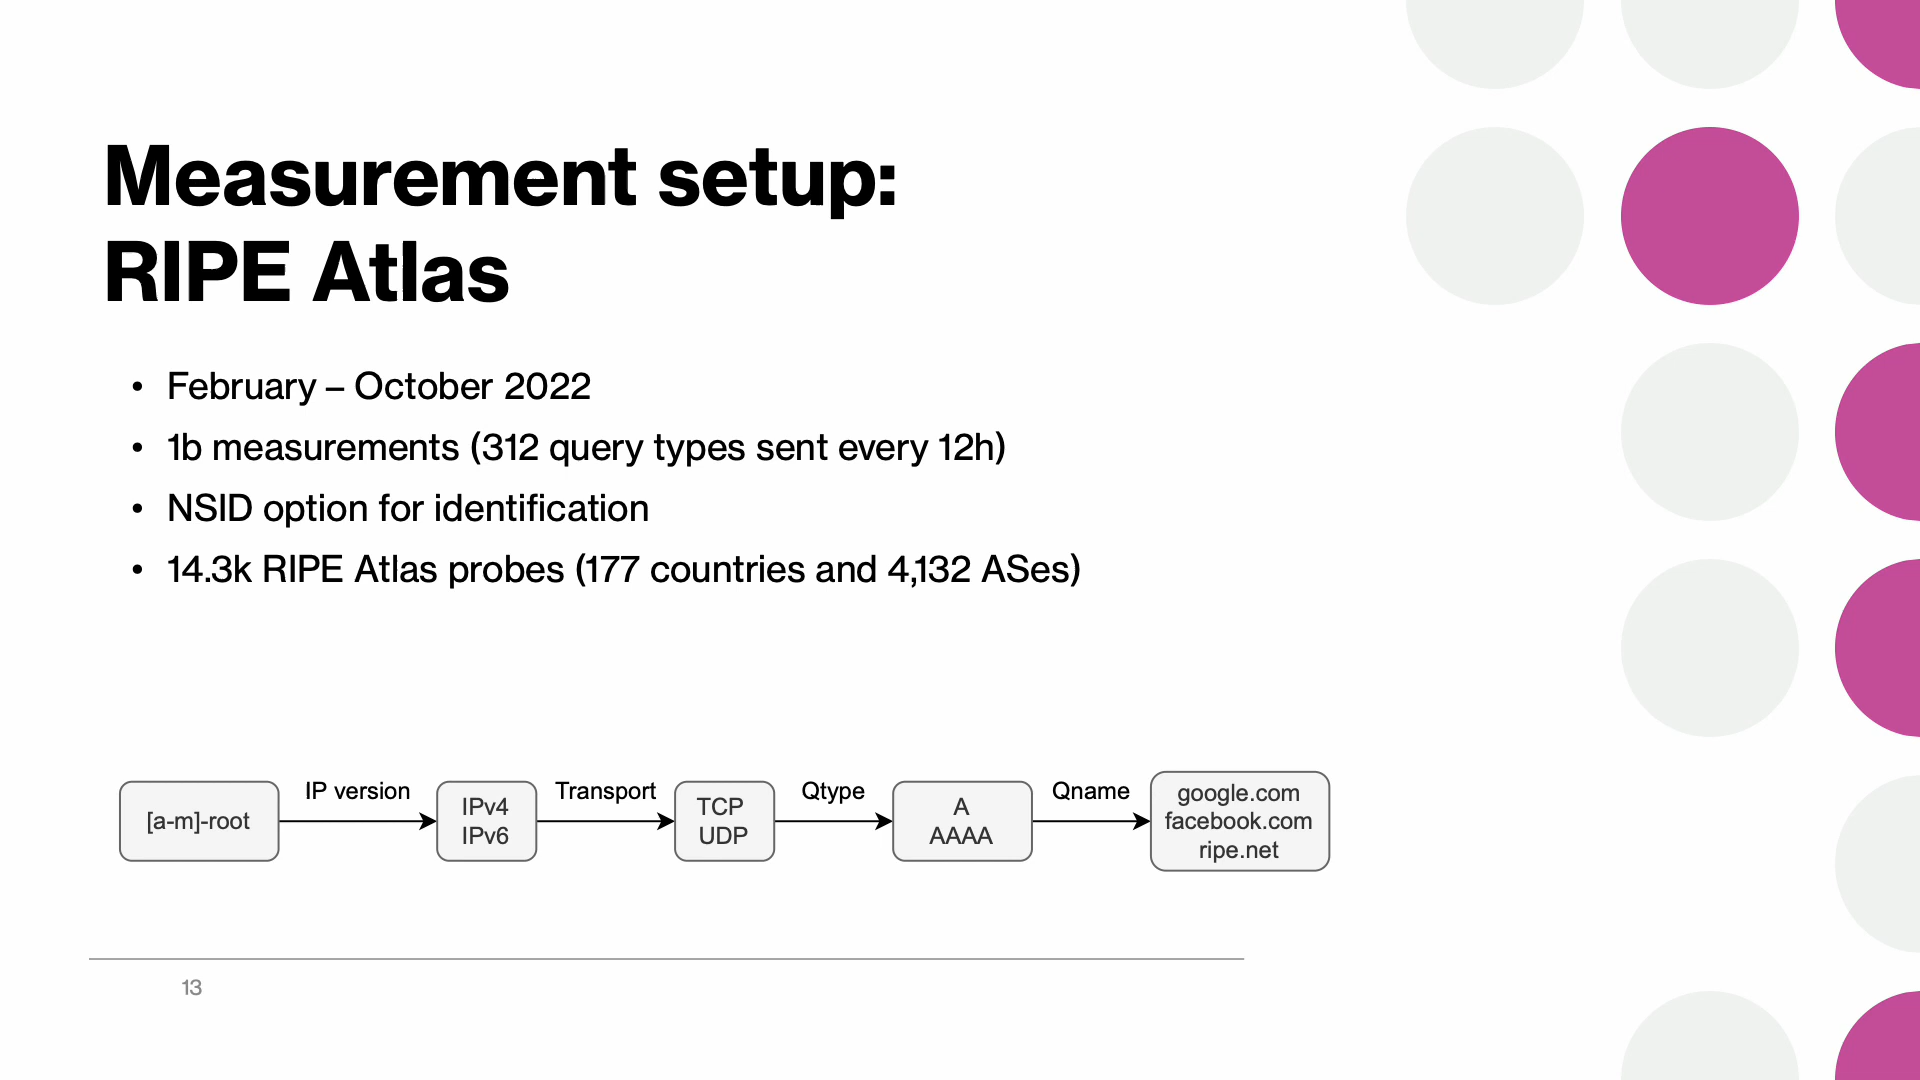 Measurement setup:
RIPE Atlas
• February – October 2022
• 1b measurements (312 query types sent every 12h)
• NSID option for identification
• 14.3k RIPE Atlas probes (177 countries and 4,132 ASes)
[a-m]-root
IP version
IPv4
IPv6
Transport
TCP
UDP
Qtype
A
AAAA
Qname
google.com
facebook.com
ripe.net
13